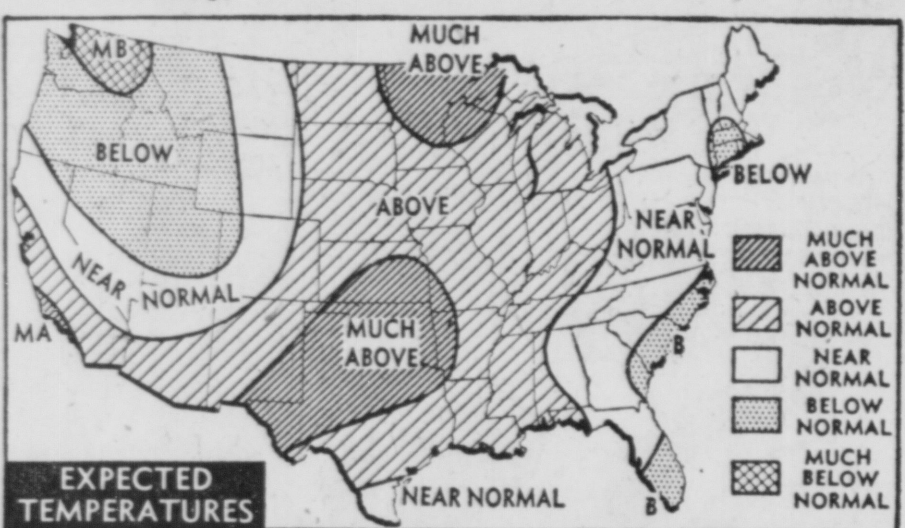 MUCH
ABOVE
MB
BELOW
BELOW
ABOVE
NEAR
NORMAL
NEAR
NORMAL
MA
MUCH
ABOVE
B
B
NEAR NORMAL
MUCH
ABOVE
NORMAL
ABOVE
NORMAL
NEAR
NORMAL
BELOW
NORMAL
MUCH
BELOW
NORMAL
EXPECTED
TEMPERATURES